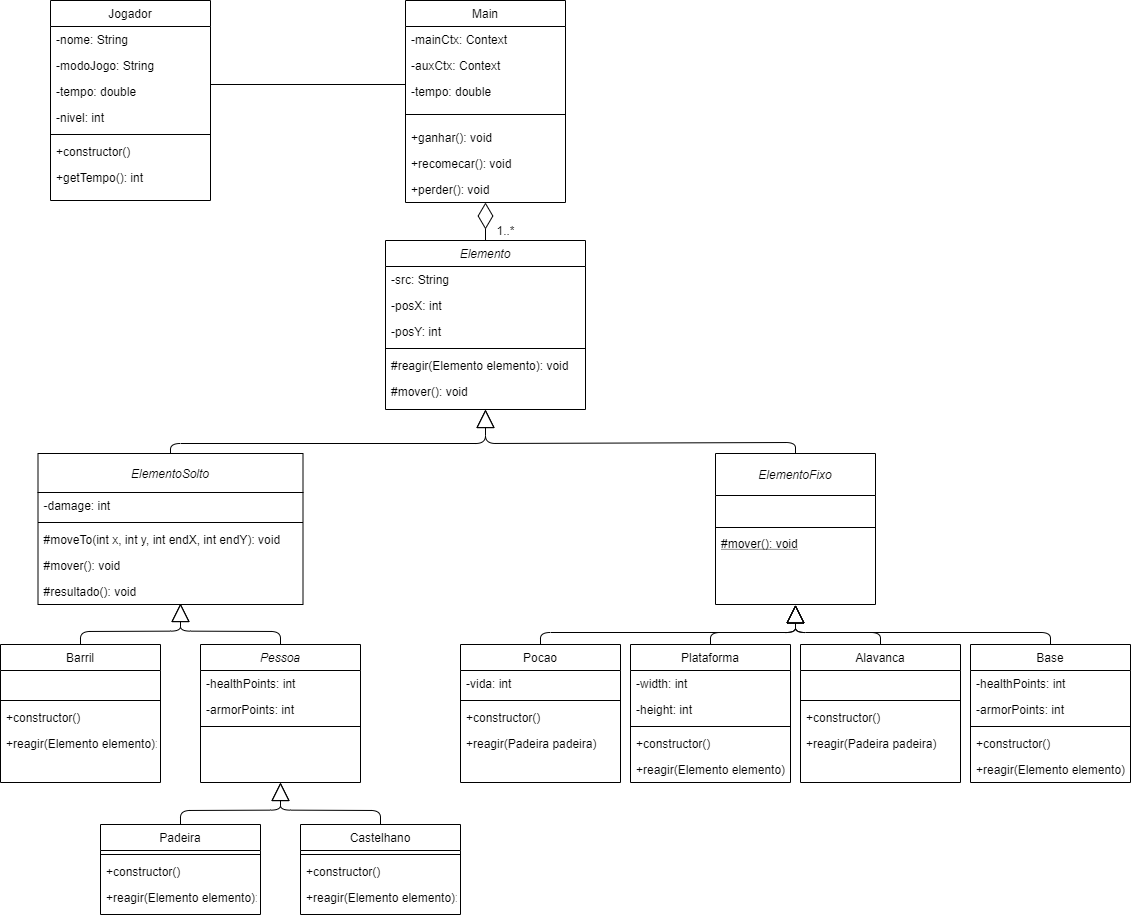 Jogador
-nome: String
-modoJogo: String
-tempo: double
-nivel: int
+constructor()
+getTempo(): int
Main
-mainCtx: Context
-auxCtx: Context
-tempo: double
+ganhar(): void
+recomecar(): void
+perder(): void
1..*
Elemento
-src: String
-posX: int
-posY: int
#reagir(Elemento elemento): void
#mover(): void
ElementoSolto
-damage: int
#moveTo(int x, int y, int endX, int endY): void
#mover(): void
#resultado(): void
ElementoFixo
#mover(): void
Barril
+constructor()
+reagir(Elemento elemento):
Pessoa
-healthPoints: int
-armorPoints: int
Pocao
-vida: int
+constructor()
+reagir(Padeira padeira)
Plataforma
-width: int
-height: int
+constructor()
+reagir(Elemento elemento)
Alavanca
+constructor()
+reagir(Padeira padeira)
Base
-healthPoints: int
-armorPoints: int
+constructor()
+reagir(Elemento elemento)
Padeira
+constructor()
+reagir(Elemento elemento):
Castelhano
+constructor()
+reagir(Elemento elemento):